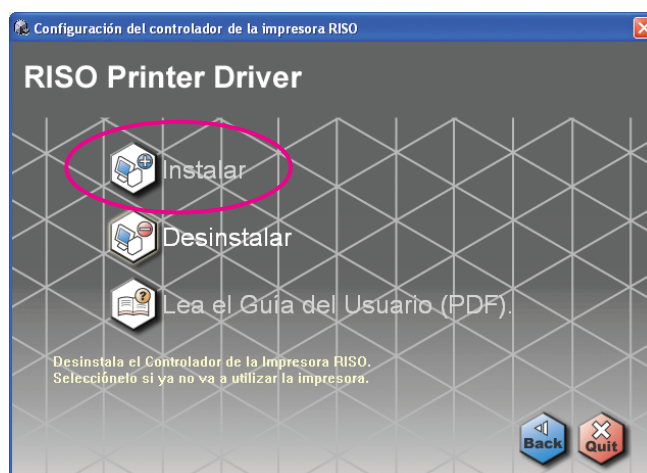 Configuración del controlador de la impresora RISO
RISO Printer Driver
Instalar
Desinstalar
Lea el Guía del Usuario (PDF).
Desinstala el Controlador de la Impresora RISO.
Selecciónelo si ya no va a utilizar la impresora.
Back
Quit